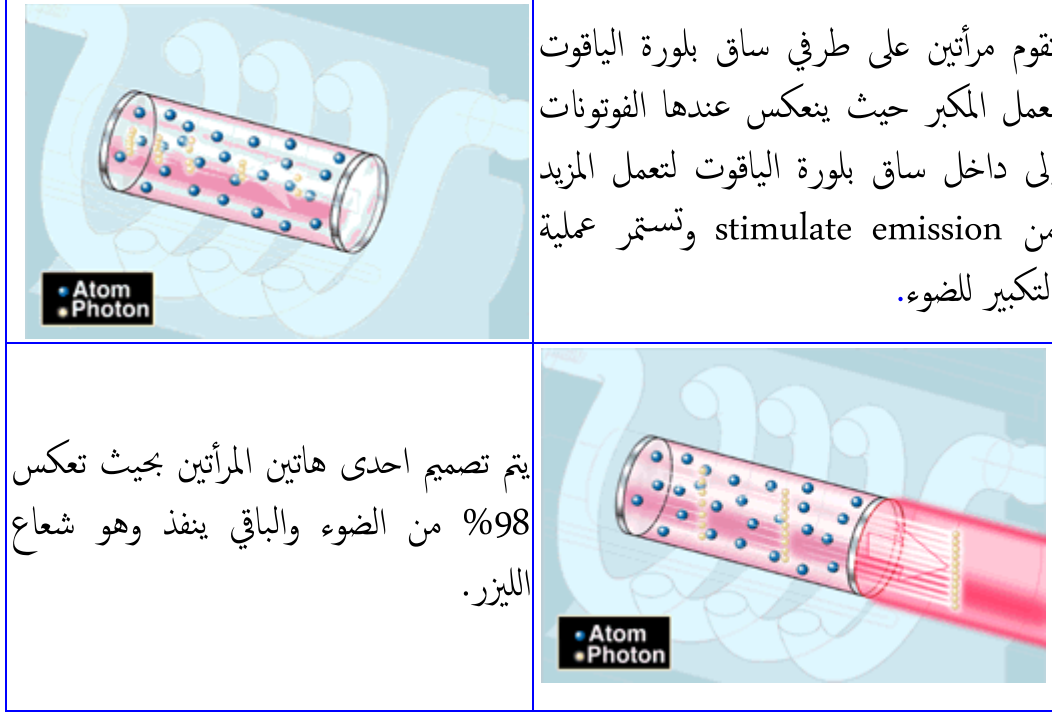 تقوم مرأتين على طرفي ساق بلورة الياقوت
بعمل المكبر حيث ينعكس عندها الفوتونات
إلى داخل ساق بلورة الياقوت لتعمل المزيد
من stimulate emission وتستمر عملية
التكبير للضوء.
Atom
Photon
يتم تصميم احدى هاتين المرأتين بحيث تعكس
98% من الضوء والباقي ينفذ وهو شعاع
الليزر.
Atom
Photon